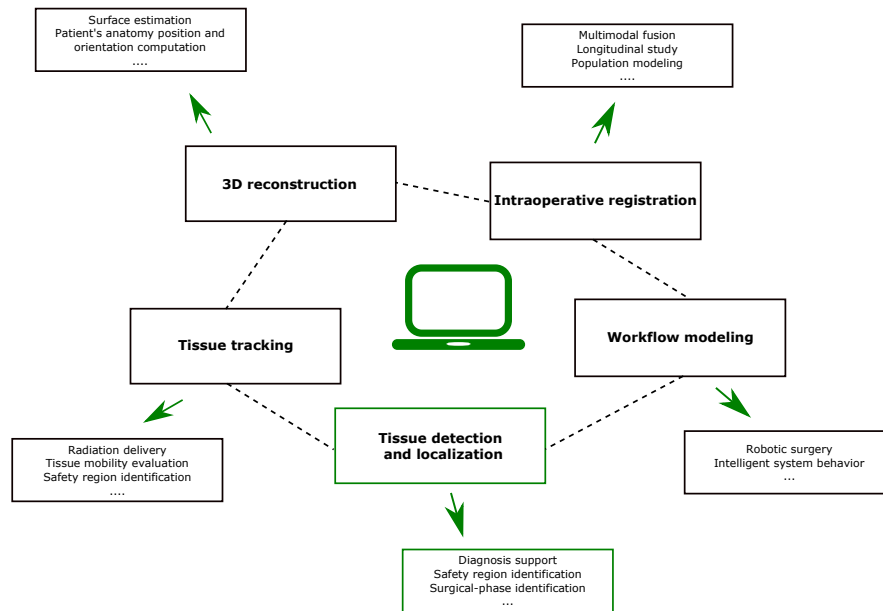 Surface estimation
Patient's anatomy position and
orientation computation
....
Multimodal fusion
Longitudinal study
Population modeling
....
3D reconstruction
Intraoperative registration
Tissue tracking
Workflow modeling
Tissue detection
and localization
Radiation delivery
Tissue mobility evaluation
Safety region identification
....
Robotic surgery
Intelligent system behavior
...
Diagnosis support
Safety region identification
Surgical-phase identification
...